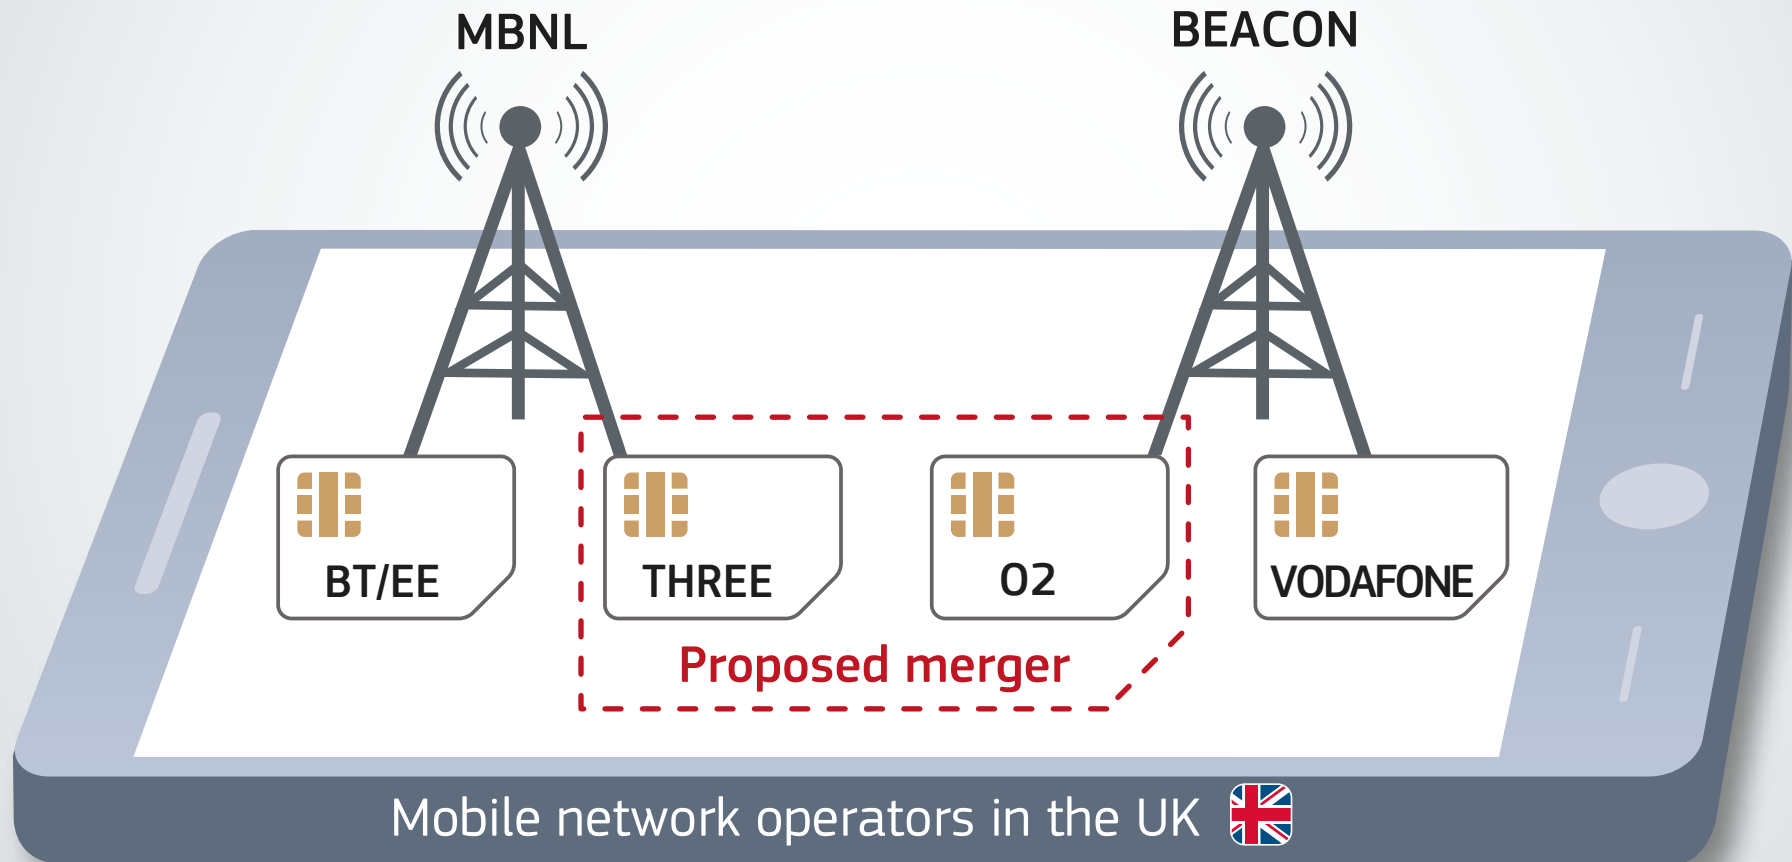 MBNL
BEACON
BT/EE
THREE
O2
VODAFONE
Proposed merger
Mobile network operators in the UK